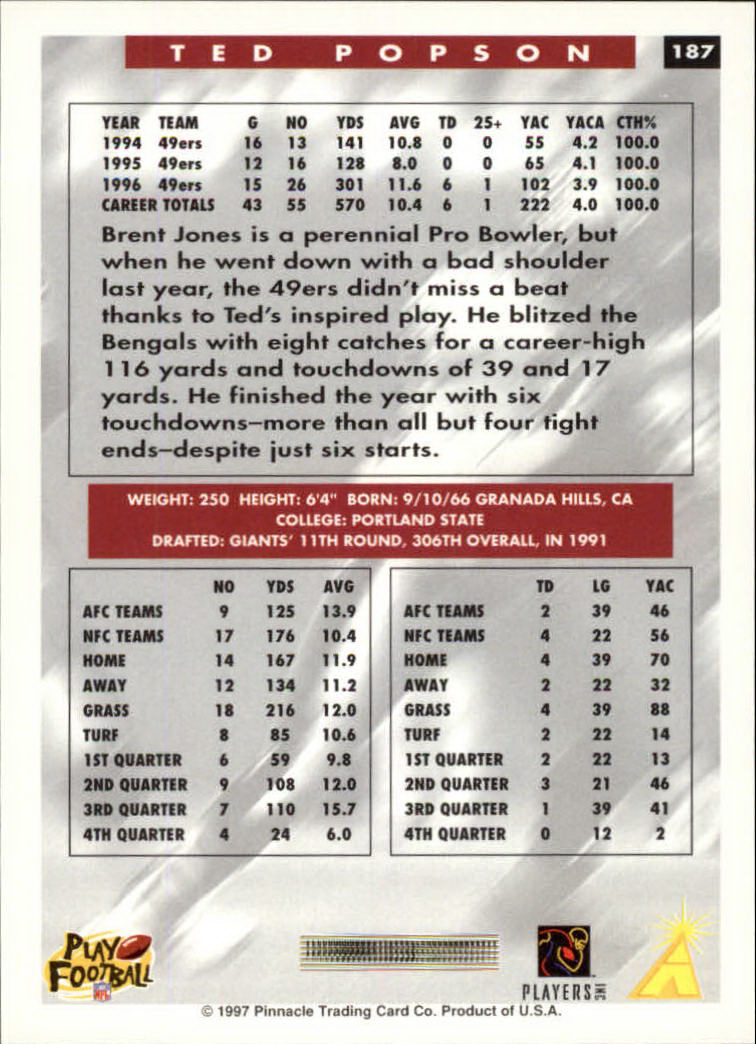 TED POPSON
187
YEAR TEAM G NO YDS AVG TD 25+ YAC YACA CTH%
1994 49ers 16 13 141 10.8 0 0 55 4.2 100.0
1995 49ers 12 16 128 8.0 0 0 65 4.1 100.0
1996 49ers 15 26 301 11.6 6 1 102 3.9 100.0
CAREER TOTALS 43 55 570 10.4 6 1 222 4.0 100.0
Brent Jones is a perennial Pro Bowler, but
when he went down with a bad shoulder
last year, the 49ers didn't miss a beat
thanks to Ted's inspired play. He blitzed the
Bengals with eight catches for a career-high
116 yards and touchdowns of 39 and 17
yards. He finished the year with six
touchdowns—more than all but four tight
ends—despite just six starts.
WEIGHT: 250 HEIGHT: 6'4" BORN: 9/10/66 GRANADA HILLS, CA
COLLEGE: PORTLAND STATE
DRAFTED: GIANTS' 11TH ROUND, 306TH OVERALL, IN 1991
NO YDS AVG
AFC TEAMS 9 125 13.9
NFC TEAMS 17 176 10.4
HOME 14 167 11.9
AWAY 12 134 11.2
GRASS 18 216 12.0
TURF 8 85 10.6
1ST QUARTER 6 59 9.8
2ND QUARTER 9 108 12.0
3RD QUARTER 7 110 15.7
4TH QUARTER 4 24 6.0
TD LG YAC
AFC TEAMS 2 39 46
NFC TEAMS 4 22 56
HOME 4 39 70
AWAY 2 22 32
GRASS 4 39 88
TURF 2 22 14
1ST QUARTER 2 22 13
2ND QUARTER 3 21 46
3RD QUARTER 1 39 41
4TH QUARTER 0 12 2
PLAY
FOOTBALL
NFL
PLAYERS INC
© 1997 Pinnacle Trading Card Co. Product of U.S.A.